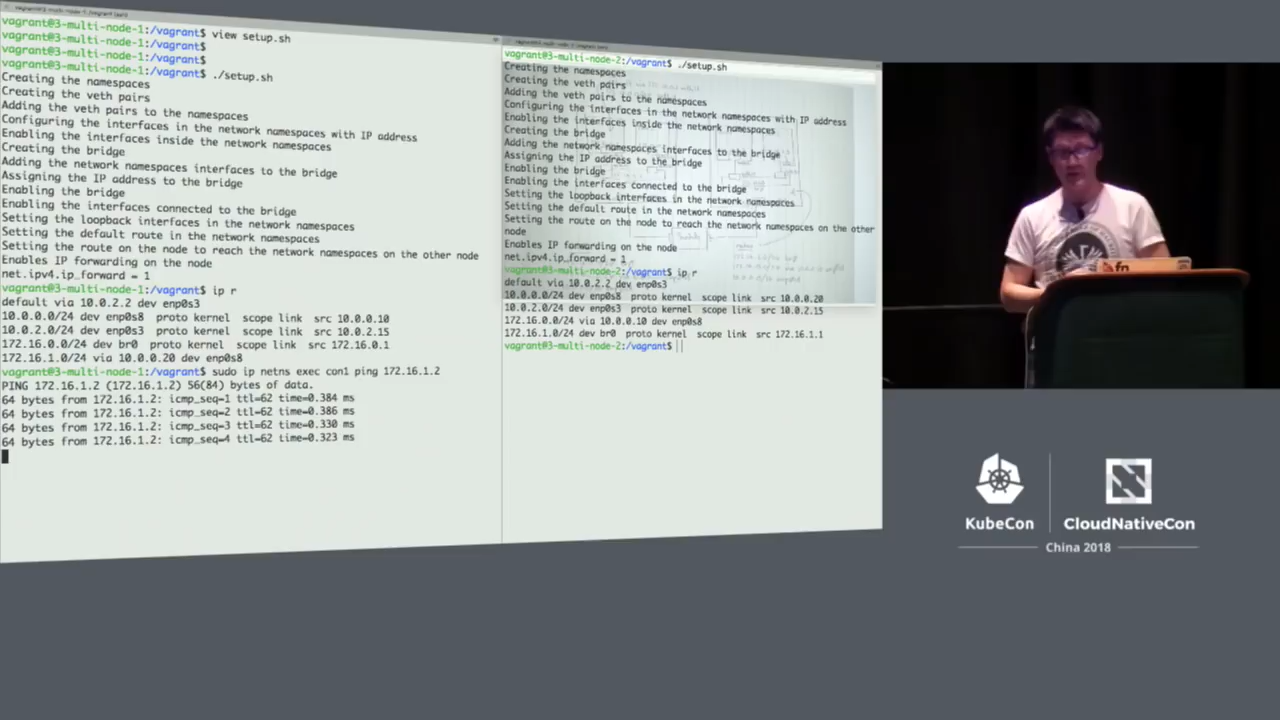 vagrant@3-multi-node-1:/vagrant$ view setup.sh
vagrant@3-multi-node-1:/vagrant$
vagrant@3-multi-node-1:/vagrant$
vagrant@3-multi-node-1:/vagrant$ ./setup.sh
Creating the namespaces
Creating the veth pairs
Adding the veth pairs to the namespaces
Configuring the interfaces in the network namespaces with IP address
Enabling the interfaces inside the network namespaces
Creating the bridge
Adding the network namespaces interfaces to the bridge
Assigning the IP address to the bridge
Enabling the bridge
Enabling the interfaces connected to the bridge
Setting the loopback interfaces in the network namespaces
Setting the default route in the network namespaces
Setting the route on the node to reach the network namespaces on the other node
Enables IP forwarding on the node
net.ipv4.ip_forward = 1
vagrant@3-multi-node-1:/vagrant$ ip r
default via 10.0.2.2 dev enp0s3
10.0.0.0/24 dev enp0s8 proto kernel scope link src 10.0.0.10
10.0.2.0/24 dev enp0s3 proto kernel scope link src 10.0.2.15
172.16.0.0/24 dev br0 proto kernel scope link src 172.16.0.1
172.16.1.0/24 via 10.0.0.20 dev enp0s8
vagrant@3-multi-node-1:/vagrant$ sudo ip netns exec con1 ping 172.16.1.2
PING 172.16.1.2 (172.16.1.2) 56(84) bytes of data.
64 bytes from 172.16.1.2: icmp_seq=1 ttl=62 time=0.384 ms
64 bytes from 172.16.1.2: icmp_seq=2 ttl=62 time=0.386 ms
64 bytes from 172.16.1.2: icmp_seq=3 ttl=62 time=0.330 ms
64 bytes from 172.16.1.2: icmp_seq=4 ttl=62 time=0.323 ms
vagrant@3-multi-node-2:/vagrant$ ./setup.sh
Creating the namespaces
Creating the veth pairs
Adding the veth pairs to the namespaces
Configuring the interfaces in the network namespaces with IP address
Enabling the interfaces inside the network namespaces
Creating the bridge
Adding the network namespaces interfaces to the bridge
Assigning the IP address to the bridge
Enabling the bridge
Enabling the interfaces connected to the bridge
Setting the loopback interfaces in the network namespaces
Setting the default route in the network namespaces
Setting the route on the node to reach the network namespaces on the other
node
Enables IP forwarding on the node
net.ipv4.ip_forward = 1
vagrant@3-multi-node-2:/vagrant$ ip r
default via 10.0.2.2 dev enp0s3
10.0.0.0/24 dev enp0s8 proto kernel scope link src 10.0.0.20
10.0.2.0/24 dev enp0s3 proto kernel scope link src 10.0.2.15
172.16.0.0/24 via 10.0.0.10 dev enp0s8
172.16.1.0/24 dev br0 proto kernel scope link src 172.16.1.1
vagrant@3-multi-node-2:/vagrant$
fn
KubeCon
CloudNativeCon
China 2018